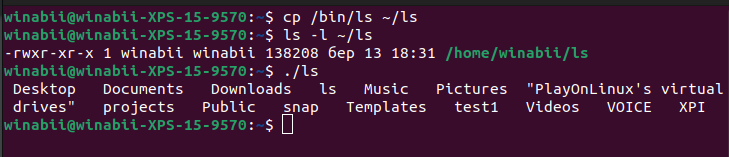 winabii@winabii-XPS-15-9570:~$ cp /bin/ls ~/ls
winabii@winabii-XPS-15-9570:~$ ls -l ~/ls
-rwxr-xr-x 1 winabii winabii 138208 бер 13 18:31 /home/winabii/ls
winabii@winabii-XPS-15-9570:~$ ./ls
Desktop Documents Downloads ls Music Pictures "PlayOnLinux's virtual
drives" projects Public snap Templates test1 Videos VOICE XPI
winabii@winabii-XPS-15-9570:~$